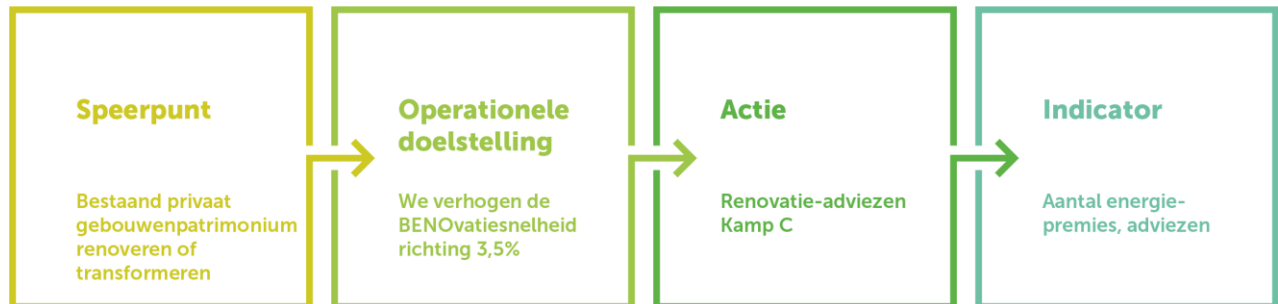 Speerpunt
Bestaand privaat
gebouwenpatrimonium
renoveren of
transformeren
Operationele
doelstelling
We verhogen de
BENOvatiesnelheid
richting 3,5%
Actie
Renovatie-adviezen
Kamp C
Indicator
Aantal energie-
premies, adviezen